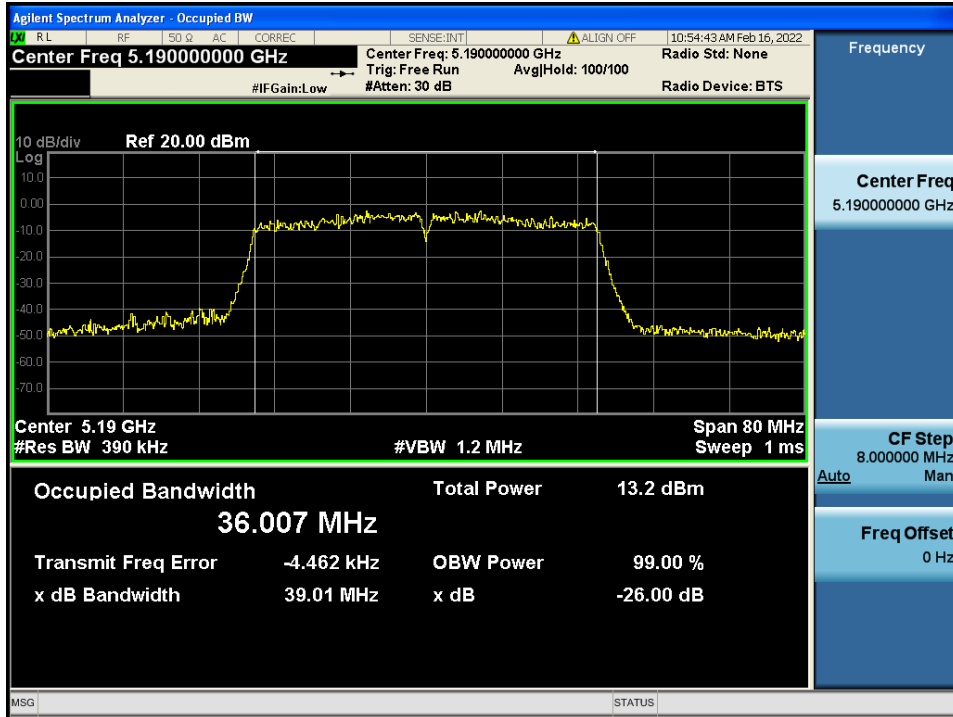 Agilent Spectrum Analyzer - Occupied BW
LXI RL RF 50 Ω AC CORREC SENSE:INT ALIGN OFF 10:54:43 AM Feb 16, 2022
Center Freq 5.190000000 GHz
Center Freq: 5.190000000 GHz
Radio Std: None
Trig: Free Run Avg|Hold: 100/100
#IFGain:Low
#Atten: 30 dB
Radio Device: BTS
10 dB/div Ref 20.00 dBm
Log
10.0
0.00
-10.0
-20.0
-30.0
-40.0
-50.0
-60.0
-70.0
Center 5.19 GHz Span 80 MHz
#Res BW 390 kHz #VBW 1.2 MHz Sweep 1 ms
Occupied Bandwidth Total Power 13.2 dBm
36.007 MHz
Transmit Freq Error -4.462 kHz OBW Power 99.00 %
x dB Bandwidth 39.01 MHz x dB -26.00 dB
Frequency
Center Freq
5.190000000 GHz
CF Step
8.000000 MHz
Auto Man
Freq Offset
0 Hz
MSG STATUS